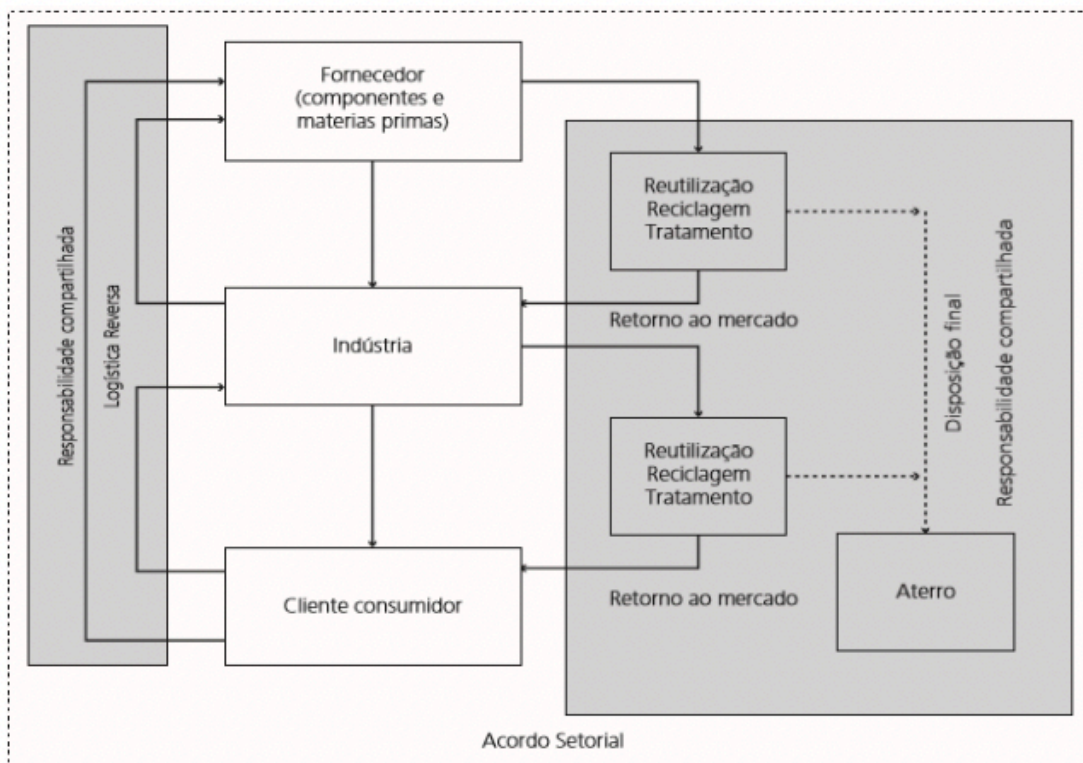 Fornecedor
(componentes e
materias primas)
Responsabilidade compartilhada
Logística Reversa
Reutilização
Reciclagem
Tratamento
Retorno ao mercado
Indústria
Disposição final
Responsabilidade compartilhada
Reutilização
Reciclagem
Tratamento
Retorno ao mercado
Cliente consumidor
Aterro
Acordo Setorial